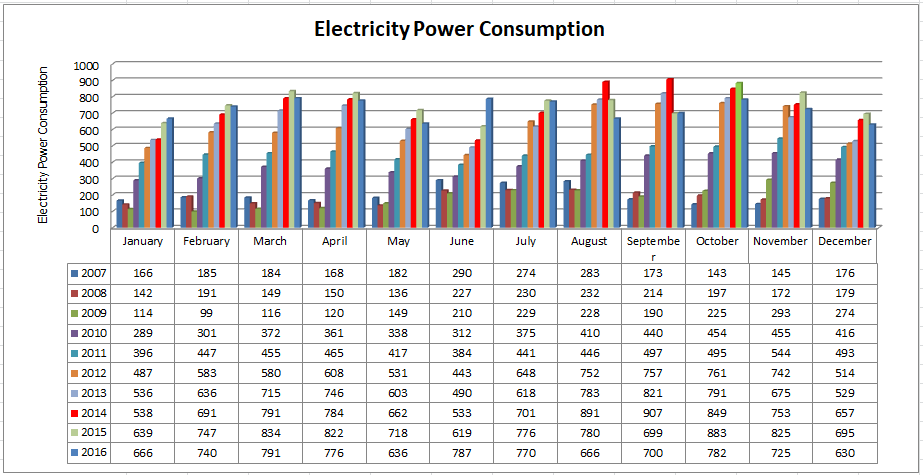 Electricity Power Consumption
Electricity Power Consumption
1000
900
800
700
600
500
400
300
200
100
0
January February March April May June July August Septembe October November December
r
2007 166 185 184 168 182 290 274 283 173 143 145 176
2008 142 191 149 150 136 227 230 232 214 197 172 179
2009 114 99 116 120 149 210 229 228 190 225 293 274
2010 289 301 372 361 338 312 375 410 440 454 455 416
2011 396 447 455 465 417 384 441 446 497 495 544 493
2012 487 583 580 608 531 443 648 752 757 761 742 514
2013 536 636 715 746 603 490 618 783 821 791 675 529
2014 538 691 791 784 662 533 701 891 907 849 753 657
2015 639 747 834 822 718 619 776 780 699 883 825 695
2016 666 740 791 776 636 787 770 666 700 782 725 630